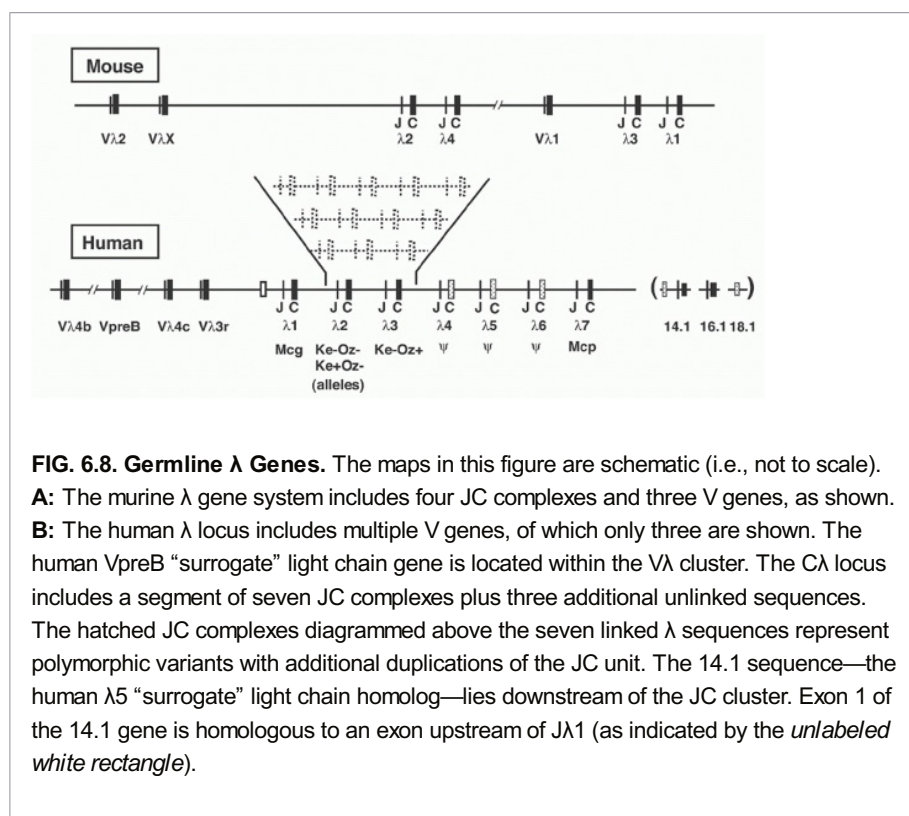 Mouse
Vλ2 VλX J C J C Vλ1 J C J C
λ2 λ4 λ3 λ1
Human
Vλ4b VpreB Vλ4c Vλ3r J C J C J C J C J C J C J C ( ) 14.1 16.1 18.1
λ1 λ2 λ3 λ4 λ5 λ6 λ7
Mcg Ke-Oz- Ke-Oz+ ψ ψ ψ Mcp
Ke+Oz-
(alleles)
FIG. 6.8. Germline λ Genes. The maps in this figure are schematic (i.e., not to scale).
A: The murine λ gene system includes four JC complexes and three V genes, as shown.
B: The human λ locus includes multiple V genes, of which only three are shown. The
human VpreB “surrogate” light chain gene is located within the Vλ cluster. The Cλ locus
includes a segment of seven JC complexes plus three additional unlinked sequences.
The hatched JC complexes diagrammed above the seven linked λ sequences represent
polymorphic variants with additional duplications of the JC unit. The 14.1 sequence—the
human λ5 “surrogate” light chain homolog—lies downstream of the JC cluster. Exon 1 of
the 14.1 gene is homologous to an exon upstream of Jλ1 (as indicated by the unlabeled
white rectangle).